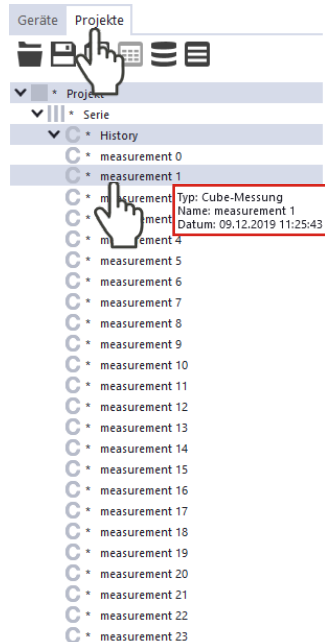 Geräte Projekte
* Projekt
* Serie
C * History
C * measurement 0
C * measurement 1
Typ: Cube-Messung
Name: measurement 1
Datum: 09.12.2019 11:25:43
C * measurement 4
C * measurement 5
C * measurement 6
C * measurement 7
C * measurement 8
C * measurement 9
C * measurement 10
C * measurement 11
C * measurement 12
C * measurement 13
C * measurement 14
C * measurement 15
C * measurement 16
C * measurement 17
C * measurement 18
C * measurement 19
C * measurement 20
C * measurement 21
C * measurement 22
C * measurement 23